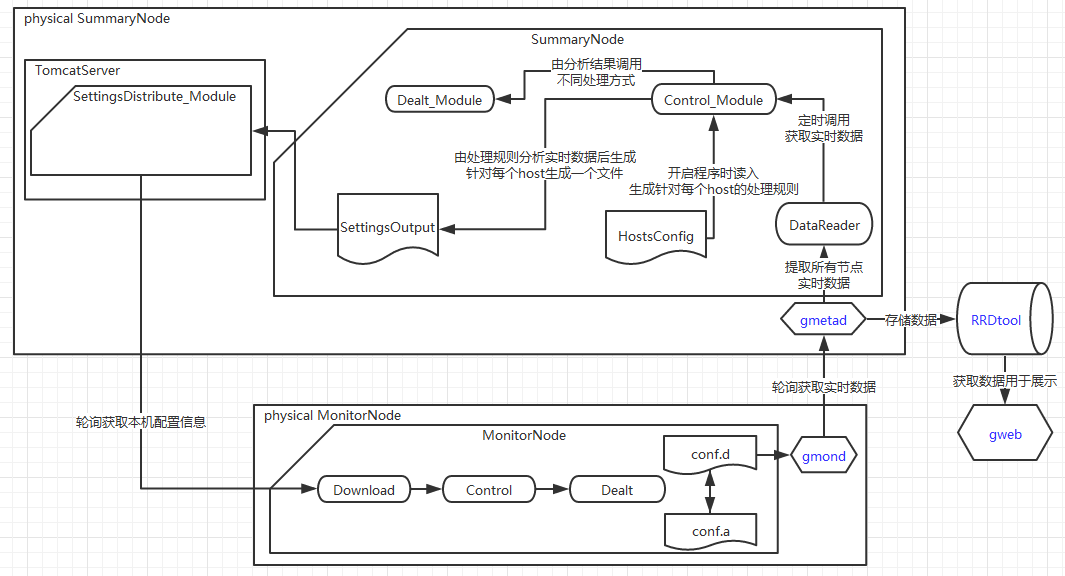 physical SummaryNode
SummaryNode
TomcatServer
SettingsDistribute_Module
由分析结果调用
不同处理方式
Dealt_Module
Control_Module
定时调用
获取实时数据
由处理规则分析实时数据后生成
针对每个host生成一个文件
开启程序时读入
生成针对每个host的处理规则
SettingsOutput
HostsConfig
DataReader
提取所有节点
实时数据
gmetad
存储数据
RRDtool
轮询获取实时数据
获取数据用于展示
gweb
轮询获取本机配置信息
physical MonitorNode
MonitorNode
conf.d
gmond
Download
Control
Dealt
conf.a